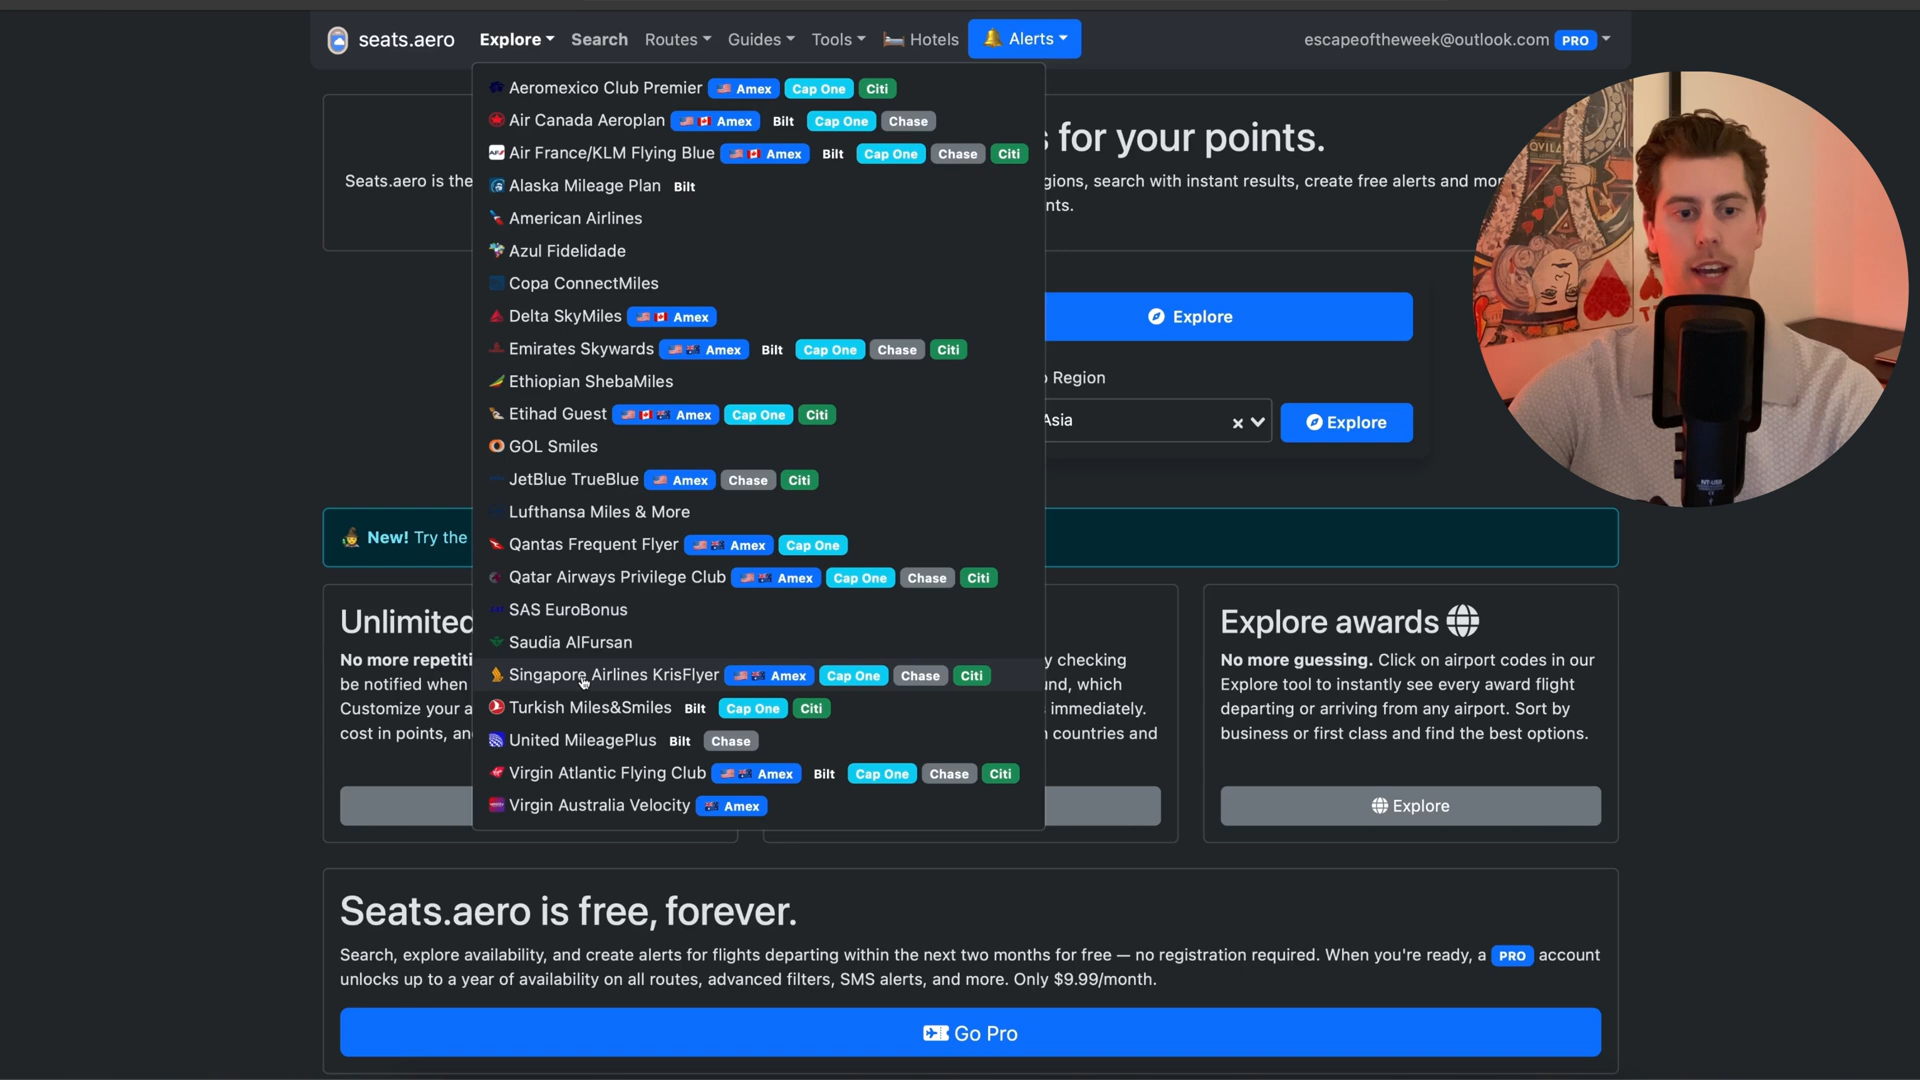 seats.aero Explore Search Routes Guides Tools Hotels Alerts escapeoftheweek@outlook.com PRO
Aeromexico Club Premier Amex Cap One Citi
Air Canada Aeroplan Amex Bilt Cap One Chase
Air France/KLM Flying Blue Amex Bilt Cap One Chase Citi
Alaska Mileage Plan Bilt
American Airlines
Azul Fidelidade
Copa ConnectMiles
Delta SkyMiles Amex
Emirates Skywards Amex Bilt Cap One Chase Citi
Ethiopian ShebaMiles
Etihad Guest Amex Cap One Citi
GOL Smiles
JetBlue TrueBlue Amex Chase Citi
Lufthansa Miles & More
Qantas Frequent Flyer Amex Cap One
Qatar Airways Privilege Club Amex Cap One Chase Citi
SAS EuroBonus
Saudia AlFursan
Singapore Airlines KrisFlyer Amex Cap One Chase Citi
Turkish Miles&Smiles Bilt Cap One Citi
United MileagePlus Bilt Chase
Virgin Atlantic Flying Club Amex Bilt Cap One Chase Citi
Virgin Australia Velocity Amex
for your points.
Seats.aero is the
gions, search with instant results, create free alerts and mor
nts.
Explore
Region
Asia
Explore
New! Try the
Unlimited
No more repetiti
be notified when
Customize your a
cost in points, an
y checking
und, which
immediately.
countries and
Explore awards
No more guessing. Click on airport codes in our
Explore tool to instantly see every award flight
departing or arriving from any airport. Sort by
business or first class and find the best options.
Explore
Seats.aero is free, forever.
Search, explore availability, and create alerts for flights departing within the next two months for free — no registration required. When you're ready, a PRO account
unlocks up to a year of availability on all routes, advanced filters, SMS alerts, and more. Only $9.99/month.
Go Pro
NT-USB